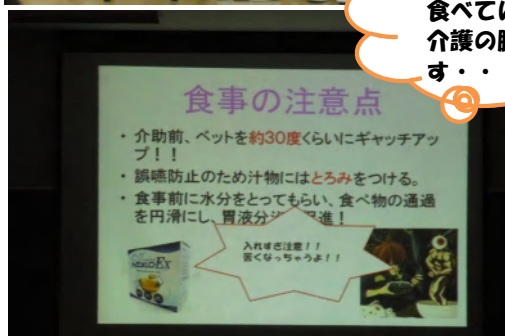 食べて
介護の
す・・
食事の注意点
・ 介助前、ベットを約30度くらいにギャッチアッ
プ！！
・ 誤嚥防止のため汁物にはとろみをつける。
・ 食事前に水分をとってもらい、食べ物の通過
を円滑にし、胃液分 促進！
入れすぎ注意！！
苦くなっちゃうよ！！